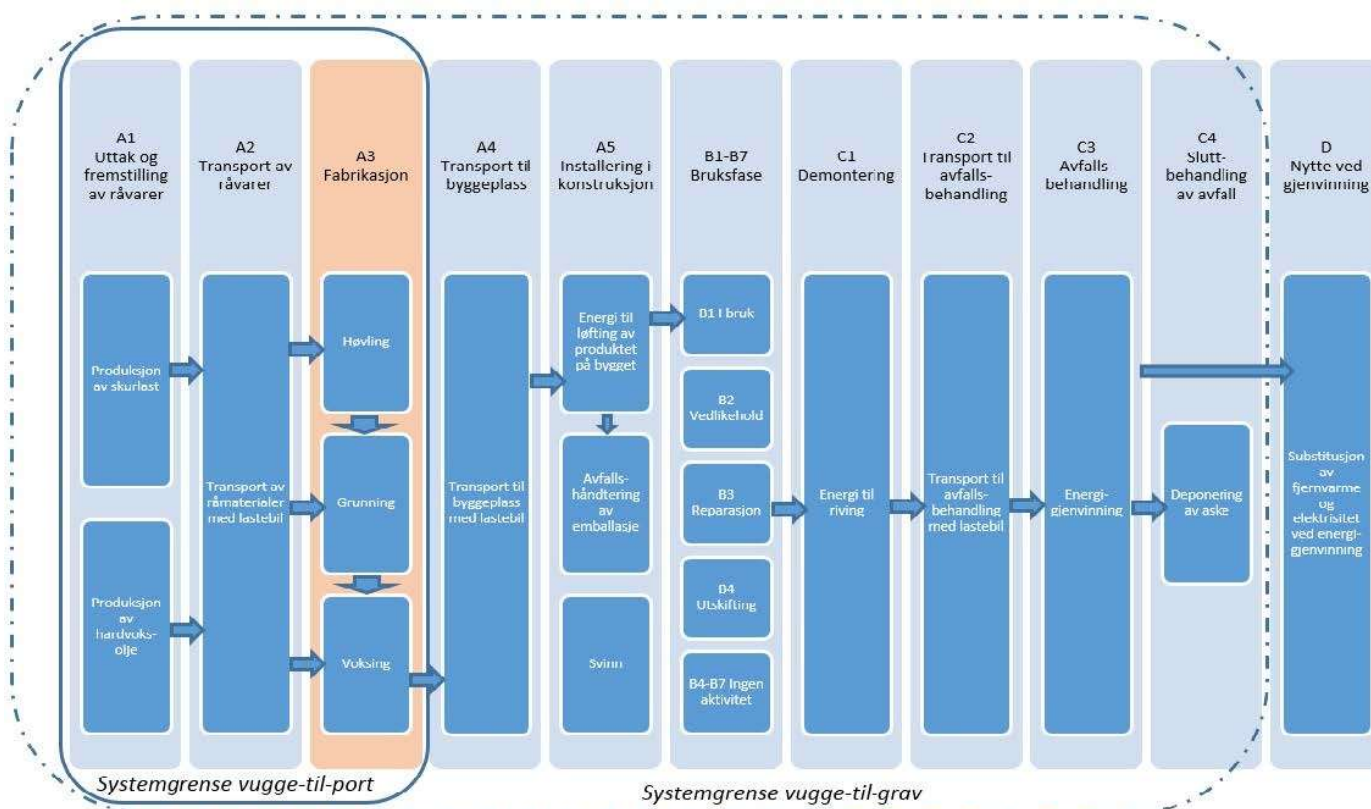 A1
Uttak og
fremstilling
av råvarer
A2
Transport av
råvarer
A3
Fabrikasjon
A4
Transport til
byggeplass
A5
Installering i
konstruksjon
B1-B7
Bruksfase
C1
Demontering
C2
Transport til
avfalls-
behandling
C3
Avfalls
behandling
C4
Slutt-
behandling
av avfall
D
Nytte ved
gjenvinning
Produksjon
av skurlast
Produksjon
av
hardvoks-
olje
Transport av
råmaterialer
med lastebil
Høvling
Grunning
Voksing
Transport til
byggeplass
med lastebil
Energi til
løfting av
produktet
på bygget
Avfalls-
håndtering
av
emballasje
Svinn
B1 I bruk
B2
Vedlikehold
B3
Reparasjon
B4
Utskifting
B4-B7 Ingen
aktivitet
Energi til
riving
Transport til
avfalls-
behandling
med lastebil
Energi-
gjenvinning
Deponering
av aske
Substitusjon
av
fjernvarme
og
elektrisitet
ved energi-
gjenvinning
Systemgrense vugge-til-port
Systemgrense vugge-til-grav